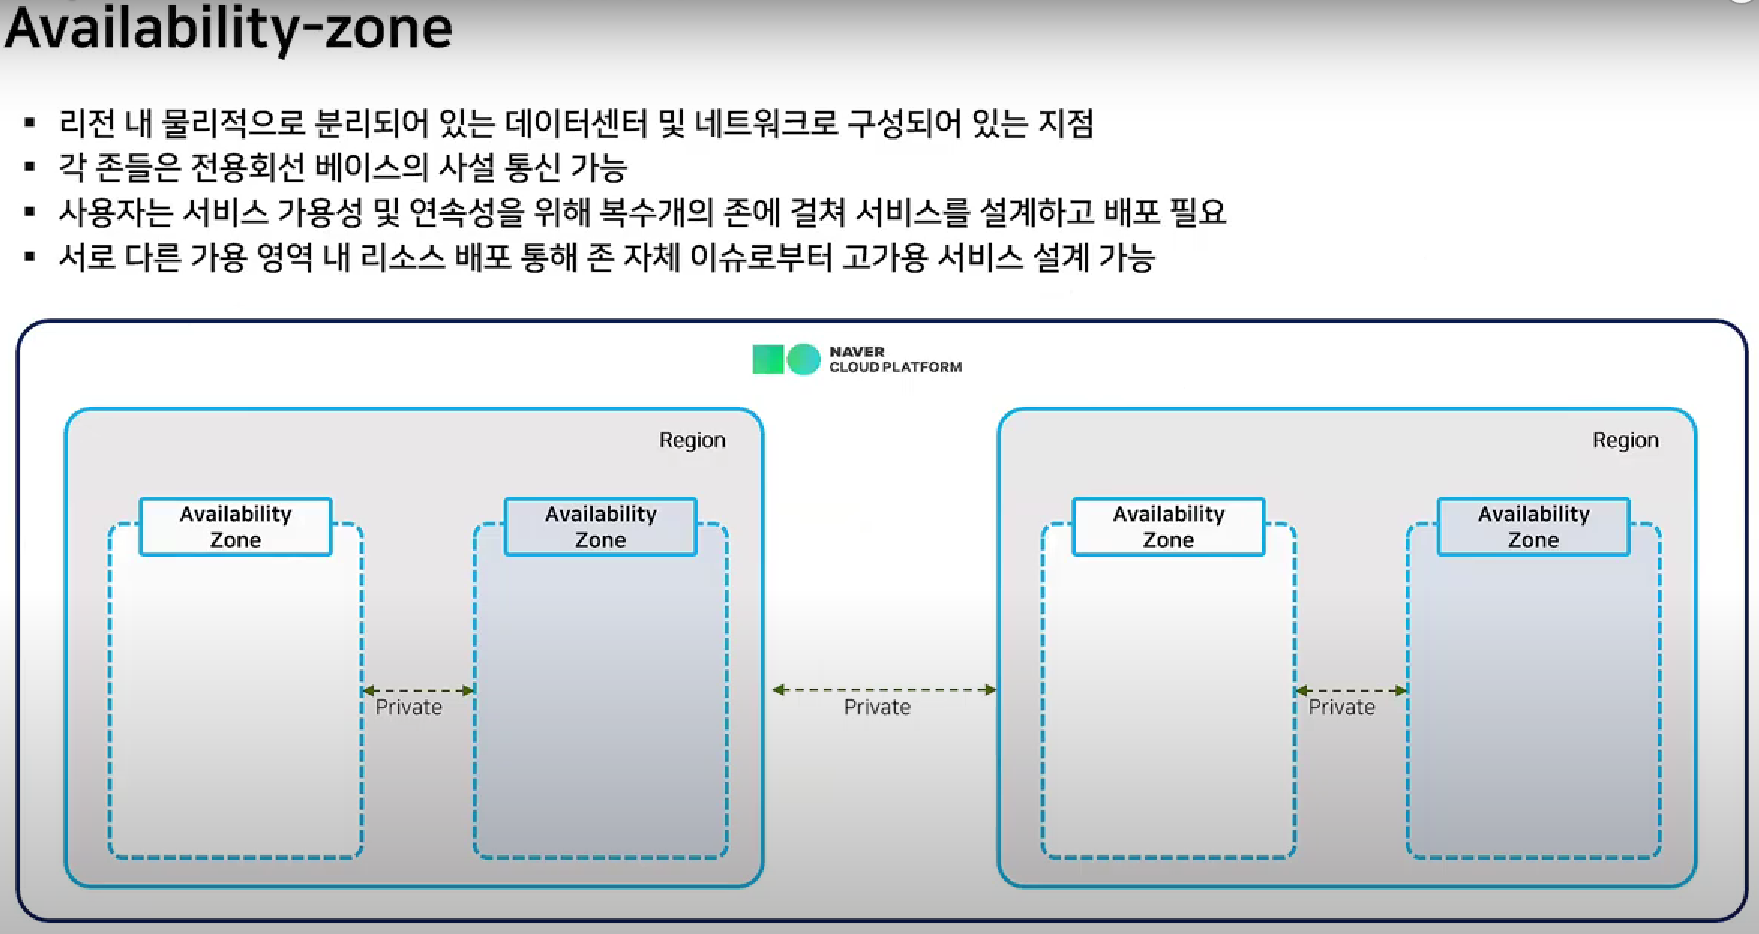 Availability-zone
▪ 리전 내 물리적으로 분리되어 있는 데이터센터 및 네트워크로 구성되어 있는 지점
▪ 각 존들은 전용회선 베이스의 사설 통신 가능
▪ 사용자는 서비스 가용성 및 연속성을 위해 복수개의 존에 걸쳐 서비스를 설계하고 배포 필요
▪ 서로 다른 가용 영역 내 리소스 배포 통해 존 자체 이슈로부터 고가용 서비스 설계 가능
NAVER
CLOUD PLATFORM
Region
Availability
Zone
Availability
Zone
Private
Private
Region
Availability
Zone
Availability
Zone
Private